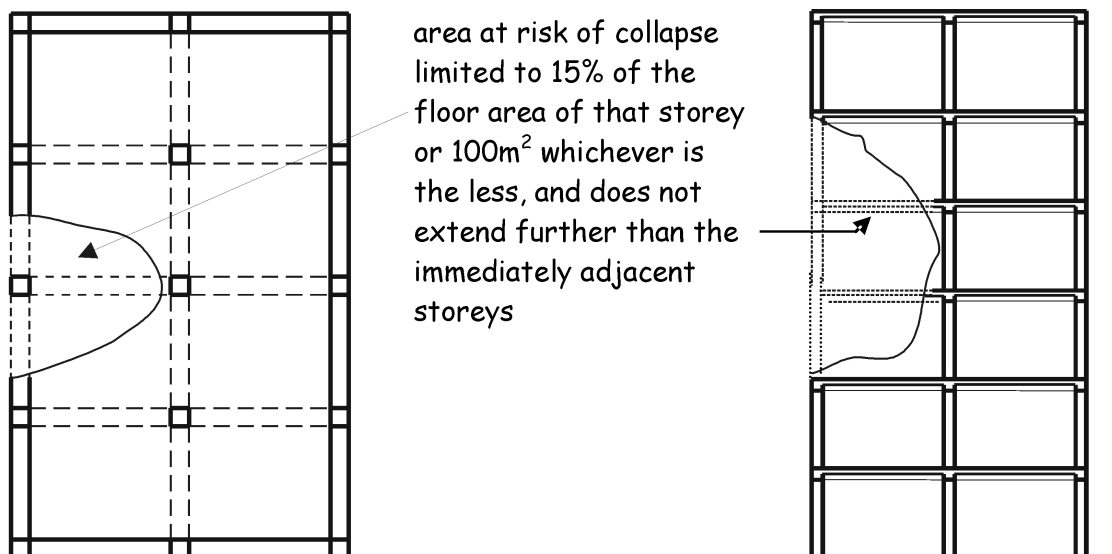 area at risk of collapse
limited to 15% of the
floor area of that storey
or 100m² whichever is
the less, and does not
extend further than the
immediately adjacent
storeys